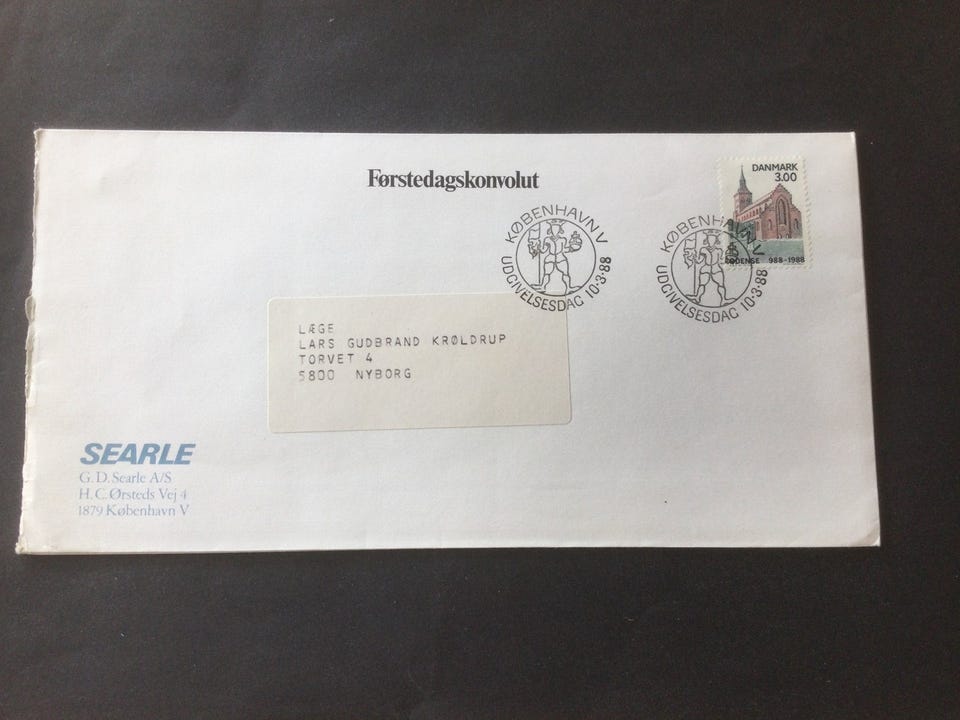 Førstedagskonvolut
DANMARK
3.00
ODENSE 988-1988
KØBENHAVN V
UDGIVELSESDAG 10·3·88
KØBENHAVN V
UDGIVELSESDAG 10·3·88
LÆGE
LARS GUDBRAND KRØLDRUP
TORVET 4
5800 NYBORG
SEARLE
G.D. Searle A/S
H.C. Ørsteds Vej 4
1879 København V